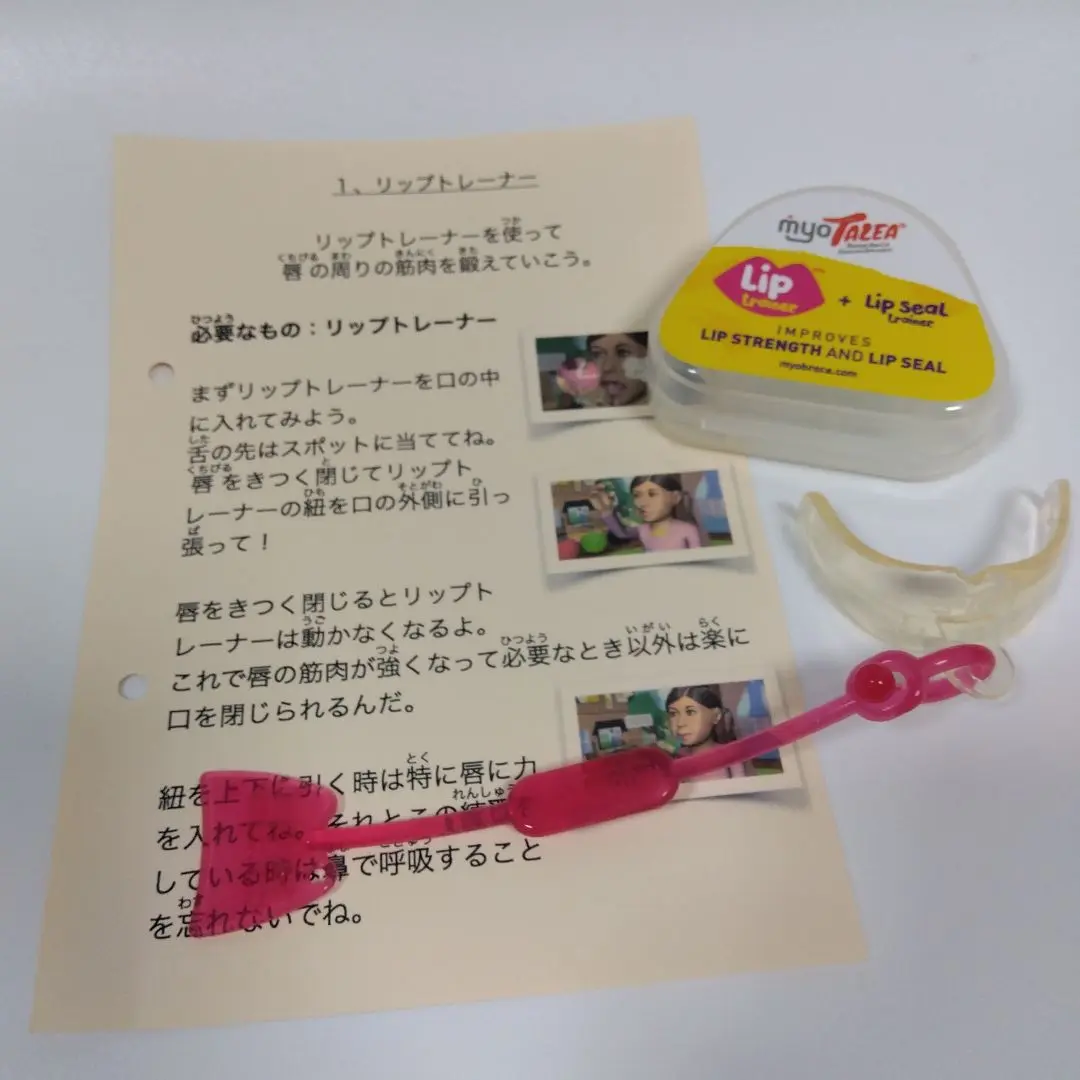 1、リップトレーナー
リップトレーナーを使って
唇の周りの筋肉を鍛えていこう。
必要なもの：リップトレーナー
まずリップトレーナーを口の中
に入れてみよう。
舌の先はスポットに当ててね。
唇をきつく閉じてリップト
レーナーの紐を口の外側に引っ
張って！
唇をきつく閉じるとリップト
レーナーは動かなくなるよ。
これで唇の筋肉が強くなって必要なとき以外は楽に
口を閉じられるんだ。
紐を上下に引く時は特に唇に力
を入れてね。それとこの練習を
している時は鼻で呼吸すること
を忘れないでね。
myoTALEA
Lip
trainer
+ Lip seal
trainer
IMPROVES
LIP STRENGTH AND LIP SEAL
myobrace.com